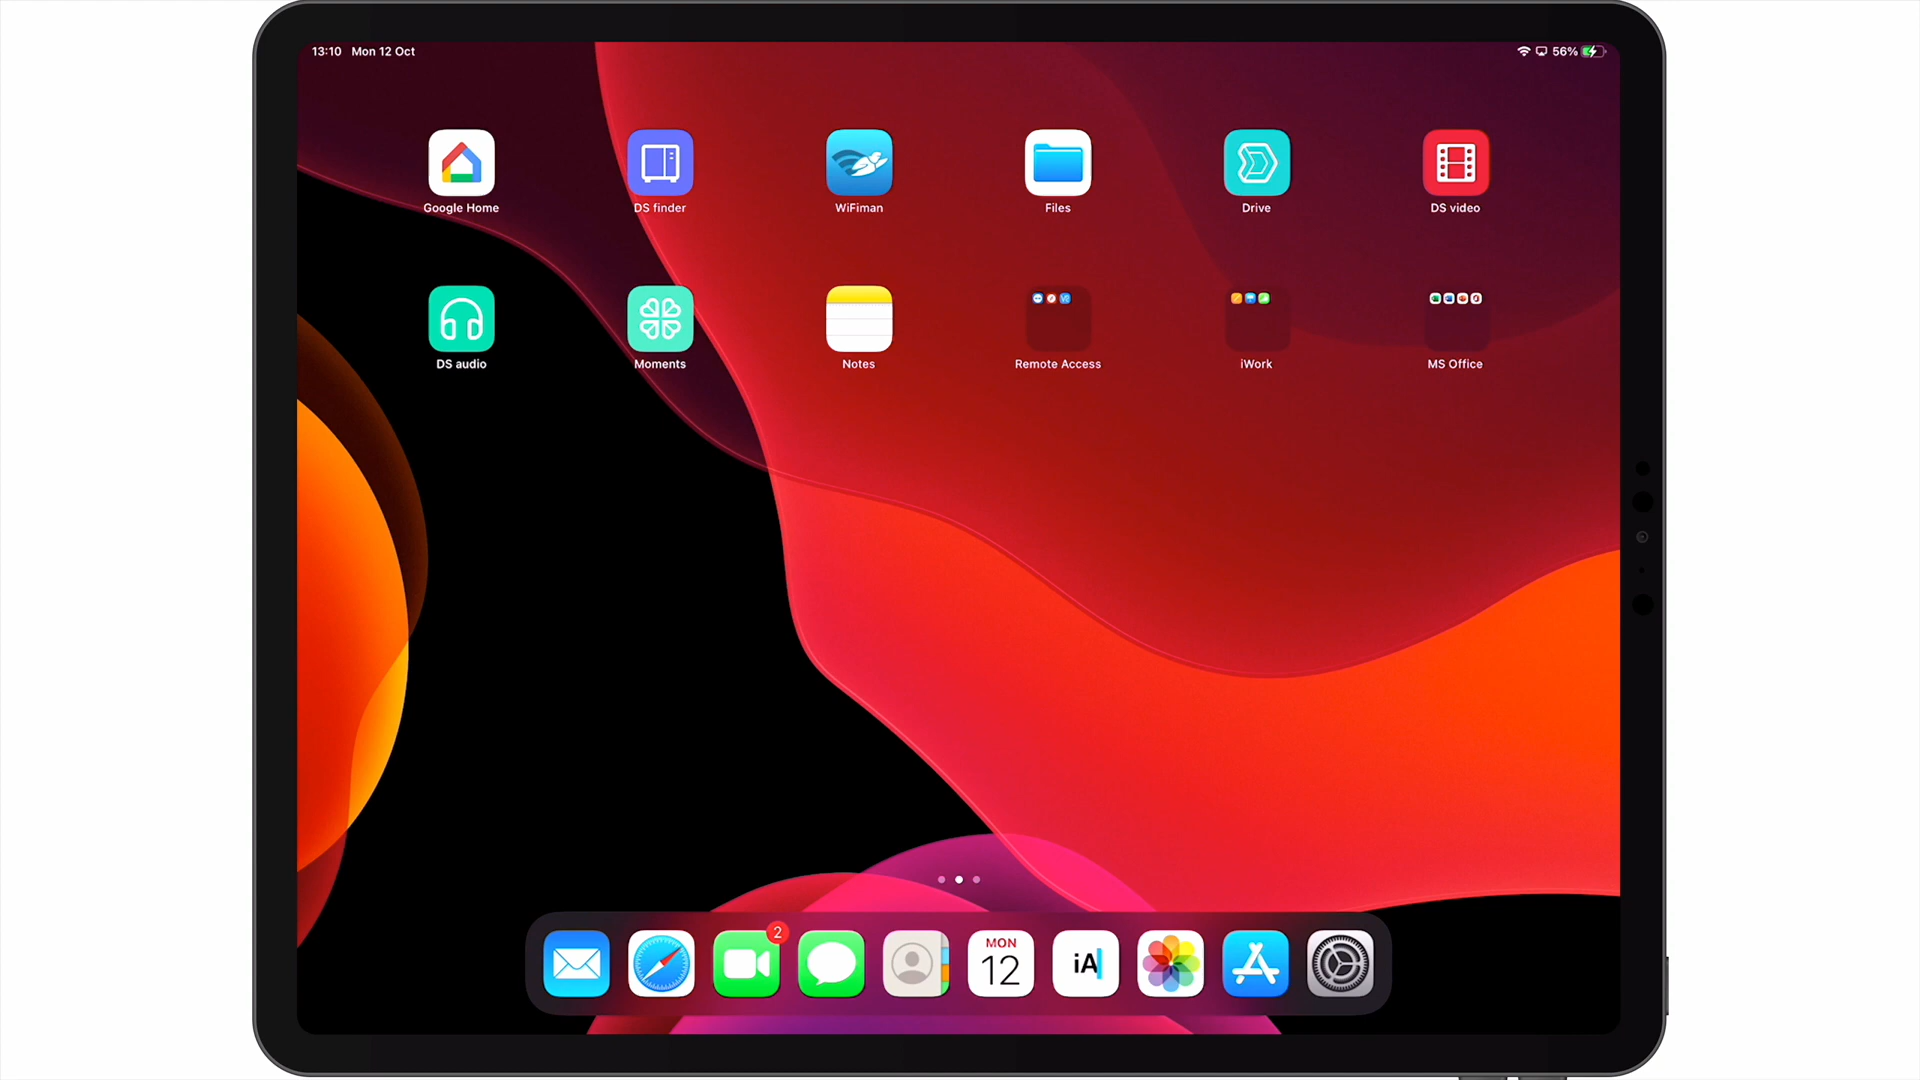 13:10 Mon 12 Oct
56%
Google Home
DS finder
WiFiman
Files
Drive
DS video
DS audio
Moments
Notes
Remote Access
iWork
MS Office
2
MON
12
iA